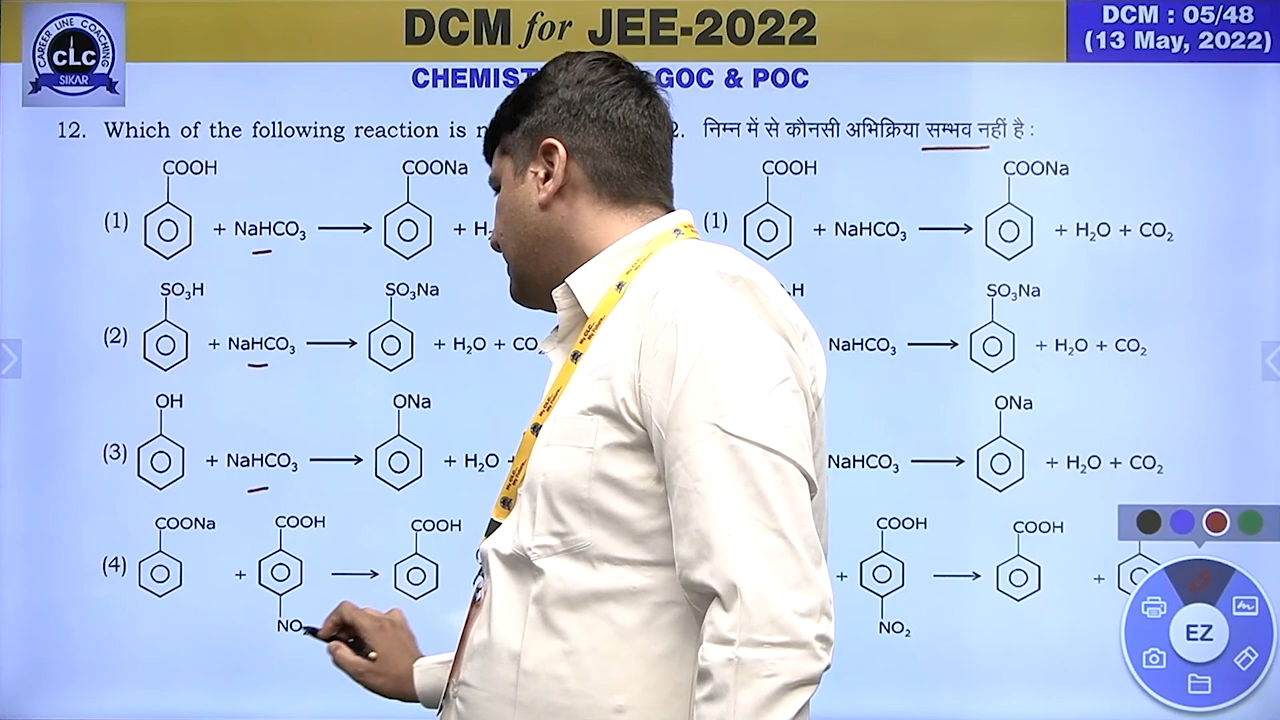 CAREER LINE COACHING
CLC
SIKAR
DCM for JEE-2022
DCM : 05/48
(13 May, 2022)
GOC & POC
12. Which of the following reaction is
निम्न में से कौनसी अभिक्रिया सम्भव नहीं है :
COOH COONa
(1) + NaHCO₃ ⟶ +
SO₃H SO₃Na
(2) + NaHCO₃ ⟶ + H₂O + CO₂
OH ONa
(3) + NaHCO₃ ⟶ + H₂O
COONa COOH COOH
(4) + ⟶
NO
COOH COONa
(1) + NaHCO₃ ⟶ + H₂O + CO₂
SO₃Na
NaHCO₃ ⟶ + H₂O + CO₂
ONa
NaHCO₃ ⟶ + H₂O + CO₂
COOH COOH
+ ⟶ +
NO₂
EZ